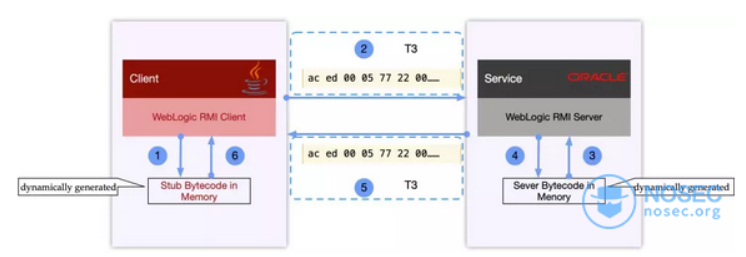 2
T3
ac ed 00 05 77 22 00……
Client
Service
ORACLE
WebLogic RMI Client
WebLogic RMI Server
ac ed 00 05 77 22 00……
1
6
4
3
dynamically generated
Stub Bytecode in
Memory
5
T3
Sever Bytecode in
Memory
dynamically generated
NOSEC
nosec.org